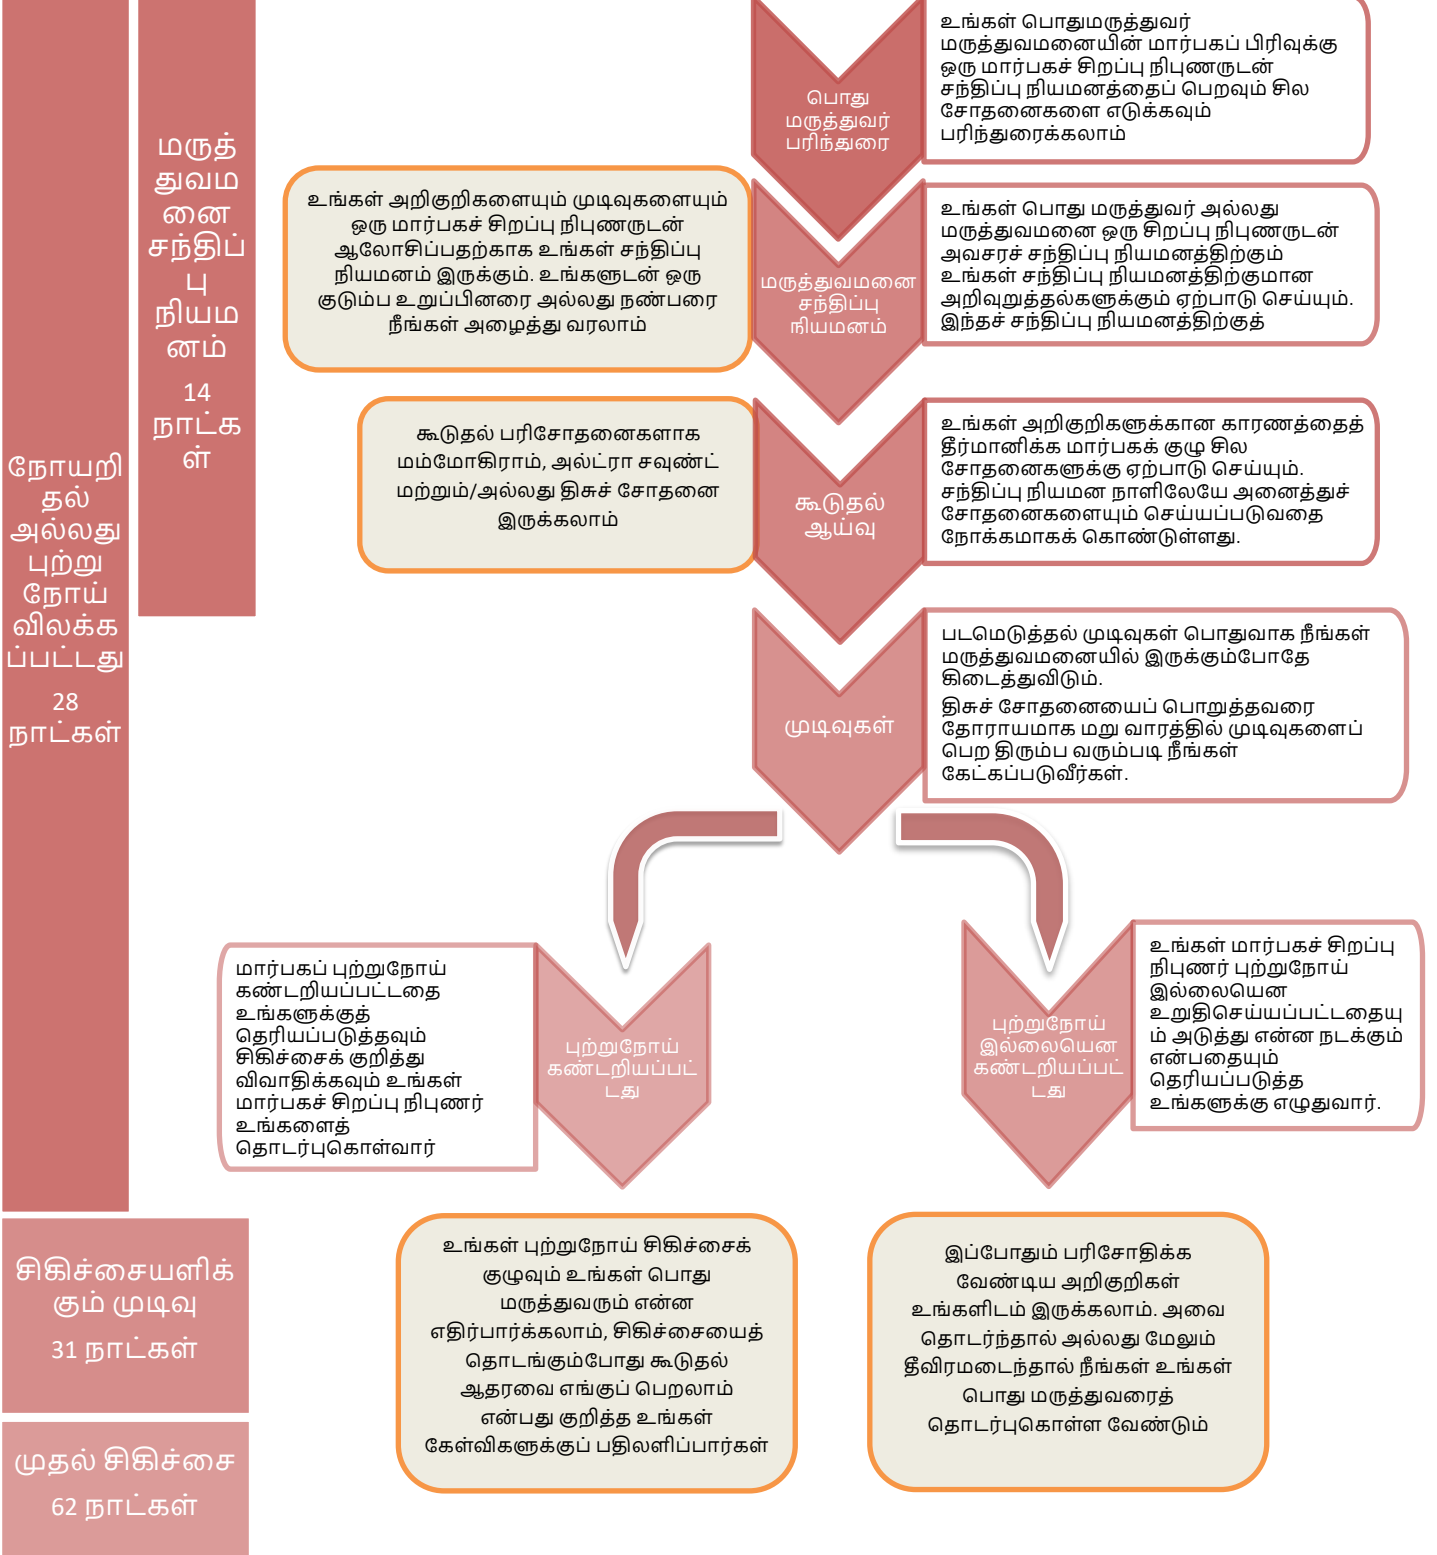 பொது
மருத்துவர்
பரிந்துரை
உங்கள் பொதுமருத்துவர்
மருத்துவமனையின் மார்பகப் பிரிவுக்கு
ஒரு மார்பகச் சிறப்பு நிபுணருடன்
சந்திப்பு நியமனத்தைப் பெறவும் சில
சோதனைகளை எடுக்கவும்
பரிந்துரைக்கலாம்
மருத்
துவம
னை
சந்திப்
பு
நியம
னம்
14
நாட்க
ள்
உங்கள் அறிகுறிகளையும் முடிவுகளையும்
ஒரு மார்பகச் சிறப்பு நிபுணருடன்
ஆலோசிப்பதற்காக உங்கள் சந்திப்பு
நியமனம் இருக்கும். உங்களுடன் ஒரு
குடும்ப உறுப்பினரை அல்லது நண்பரை
நீங்கள் அழைத்து வரலாம்
மருத்துவமனை
சந்திப்பு
நியமனம்
உங்கள் பொது மருத்துவர் அல்லது
மருத்துவமனை ஒரு சிறப்பு நிபுணருடன்
அவசரச் சந்திப்பு நியமனத்திற்கும்
உங்கள் சந்திப்பு நியமனத்திற்குமான
அறிவுறுத்தல்களுக்கும் ஏற்பாடு செய்யும்.
இந்தச் சந்திப்பு நியமனத்திற்குத்
கூடுதல் பரிசோதனைகளாக
மம்மோகிராம், அல்ட்ரா சவுண்ட்
மற்றும்/அல்லது திசுச் சோதனை
இருக்கலாம்
கூடுதல்
ஆய்வு
உங்கள் அறிகுறிகளுக்கான காரணத்தைத்
தீர்மானிக்க மார்பகக் குழு சில
சோதனைகளுக்கு ஏற்பாடு செய்யும்.
சந்திப்பு நியமன நாளிலேயே அனைத்துச்
சோதனைகளையும் செய்யப்படுவதை
நோக்கமாகக் கொண்டுள்ளது.
நோயறி
தல்
அல்லது
புற்று
நோய்
விலக்க
ப்பட்டது
28
நாட்கள்
முடிவுகள்
படமெடுத்தல் முடிவுகள் பொதுவாக நீங்கள்
மருத்துவமனையில் இருக்கும்போதே
கிடைத்துவிடும்.
திசுச் சோதனையைப் பொறுத்தவரை
தோராயமாக மறு வாரத்தில் முடிவுகளைப்
பெற திரும்ப வரும்படி நீங்கள்
கேட்கப்படுவீர்கள்.
மார்பகப் புற்றுநோய்
கண்டறியப்பட்டதை
உங்களுக்குத்
தெரியப்படுத்தவும்
சிகிச்சைக் குறித்து
விவாதிக்கவும் உங்கள்
மார்பகச் சிறப்பு நிபுணர்
உங்களைத்
தொடர்புகொள்வார்
புற்றுநோய்
கண்டறியப்பட்
டது
புற்றுநோய்
இல்லையென
கண்டறியப்பட்
டது
உங்கள் மார்பகச் சிறப்பு
நிபுணர் புற்றுநோய்
இல்லையென
உறுதிசெய்யப்பட்டதையு
ம் அடுத்து என்ன நடக்கும்
என்பதையும்
தெரியப்படுத்த
உங்களுக்கு எழுதுவார்.
சிகிச்சையளிக்
கும் முடிவு
31 நாட்கள்
உங்கள் புற்றுநோய் சிகிச்சைக்
குழுவும் உங்கள் பொது
மருத்துவரும் என்ன
எதிர்பார்க்கலாம், சிகிச்சையைத்
தொடங்கும்போது கூடுதல்
ஆதரவை எங்குப் பெறலாம்
என்பது குறித்த உங்கள்
கேள்விகளுக்குப் பதிலளிப்பார்கள்
இப்போதும் பரிசோதிக்க
வேண்டிய அறிகுறிகள்
உங்களிடம் இருக்கலாம். அவை
தொடர்ந்தால் அல்லது மேலும்
தீவிரமடைந்தால் நீங்கள் உங்கள்
பொது மருத்துவரைத்
தொடர்புகொள்ள வேண்டும்
முதல் சிகிச்சை
62 நாட்கள்